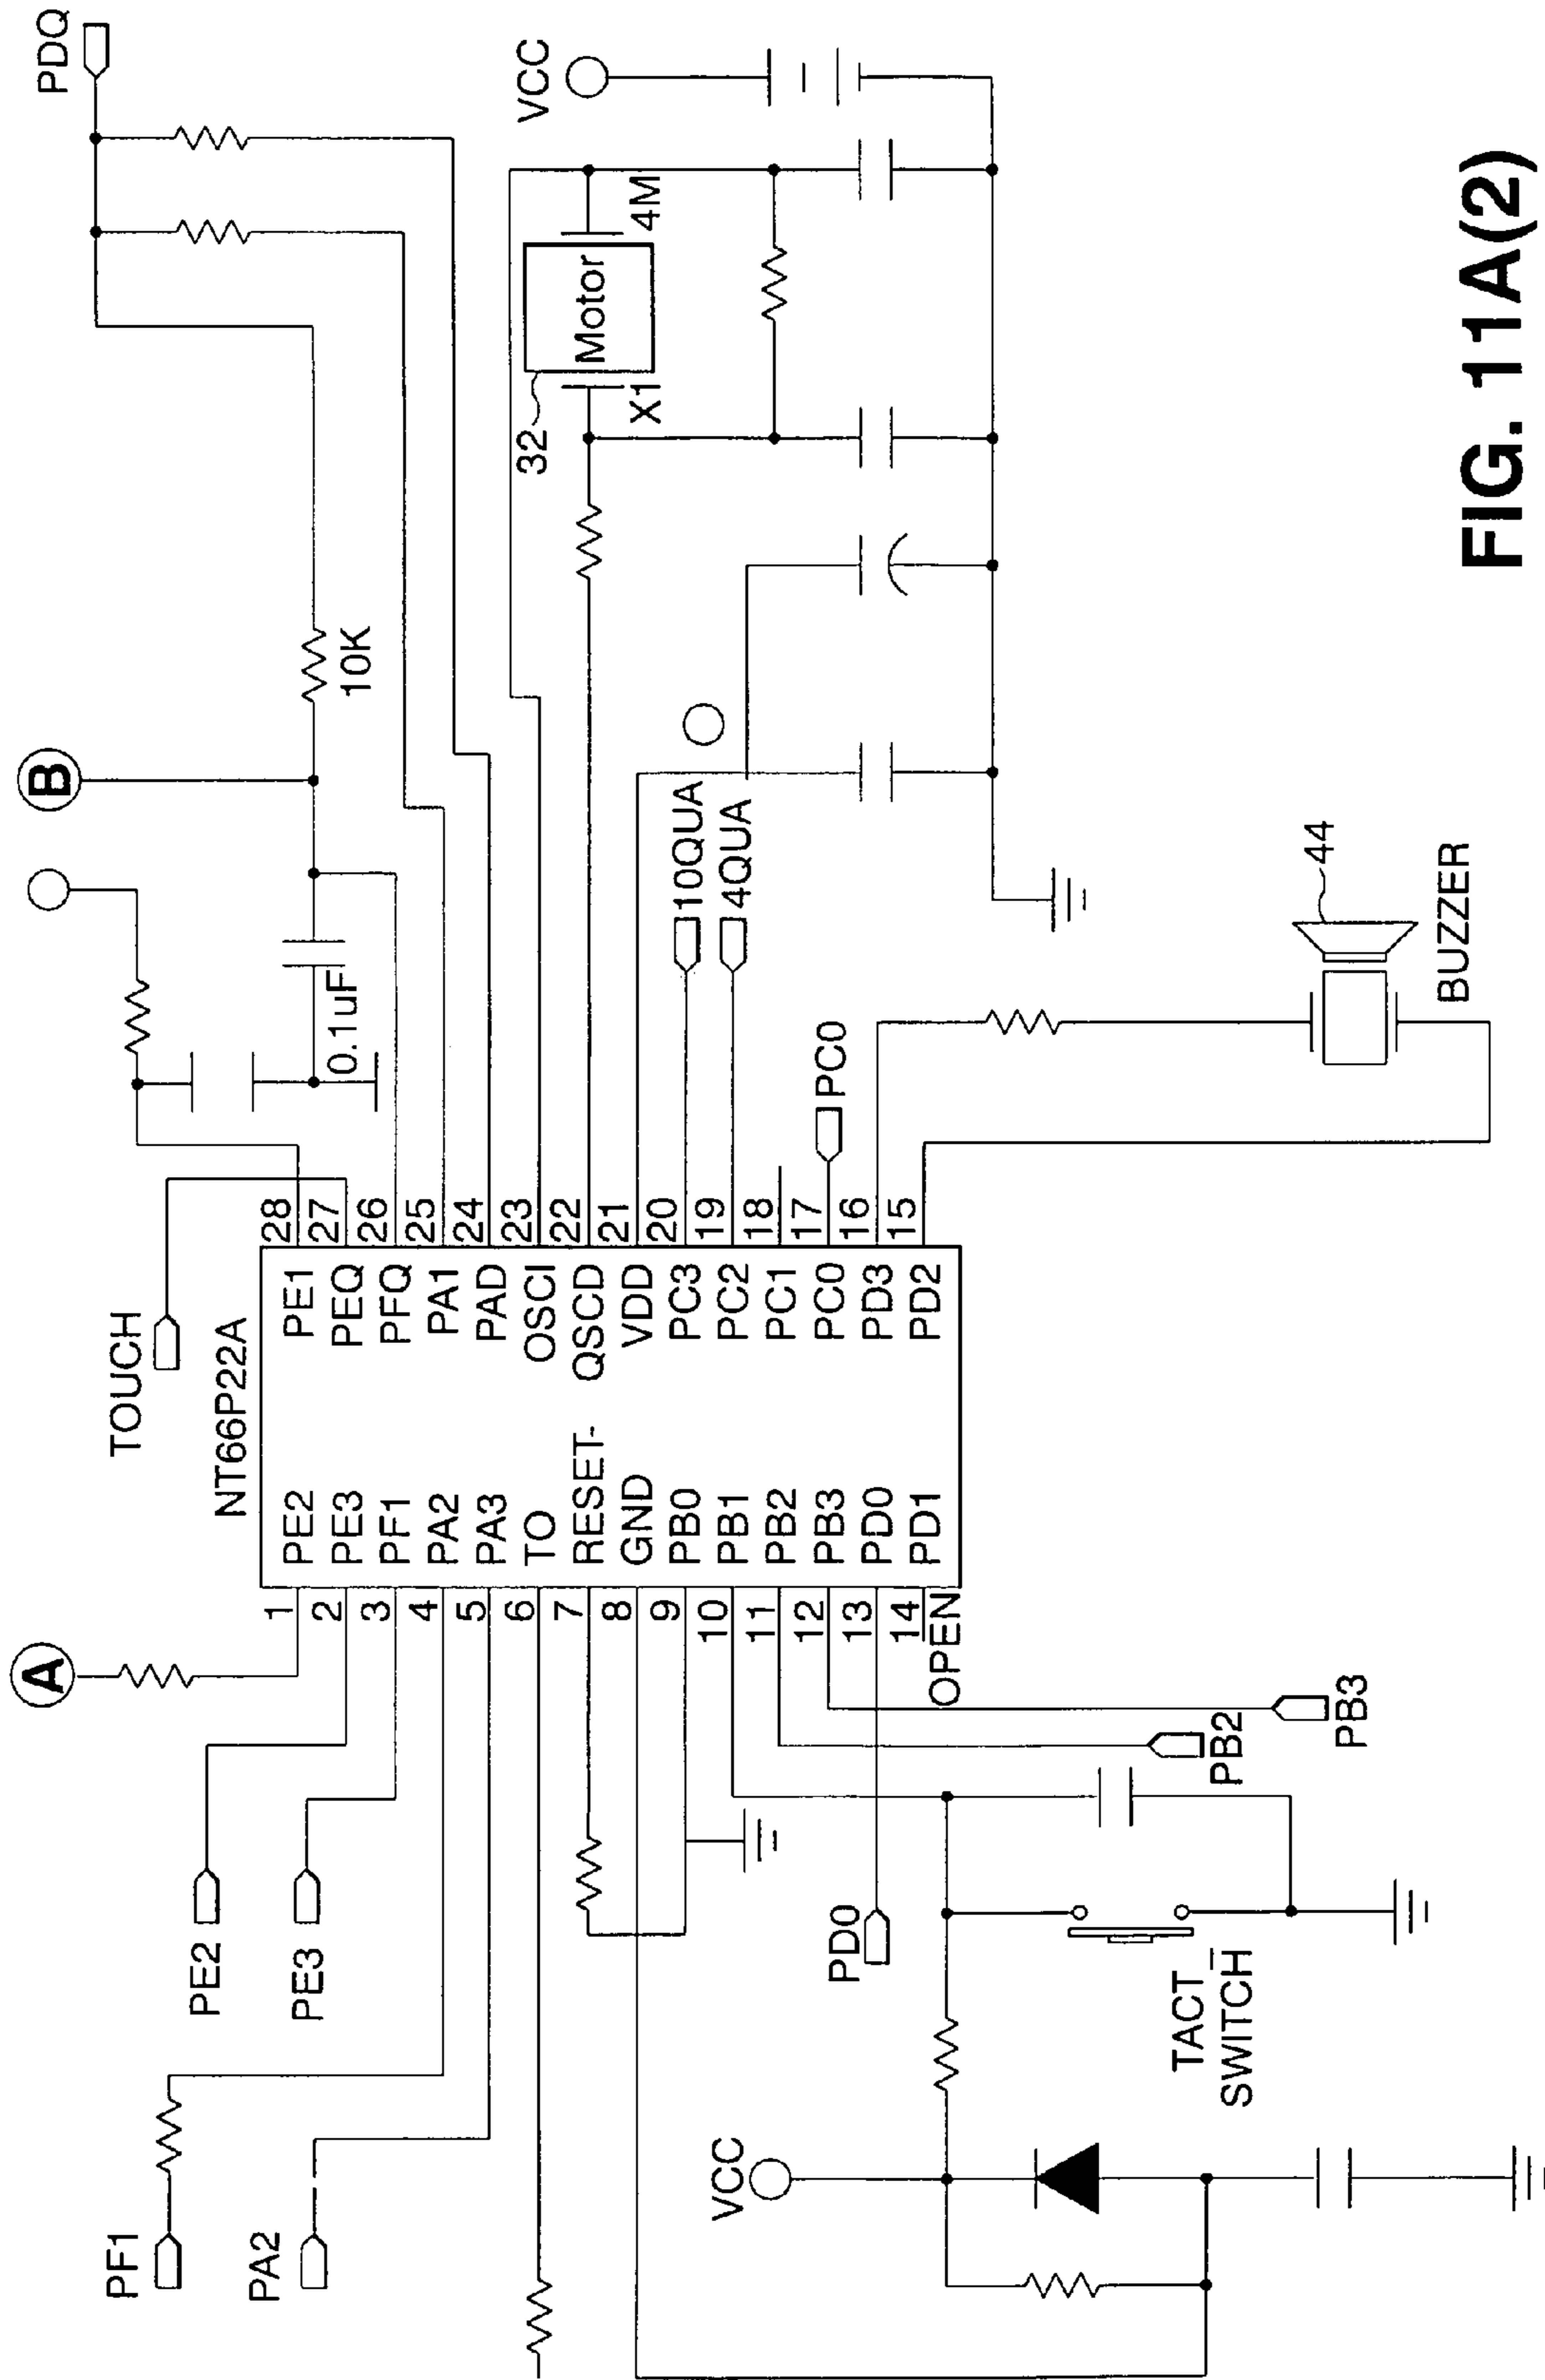 PDQ
B
10K
0.1uF
TOUCH
NT66P22A
A
PE2
PE3
PF1
PA2
VCC
32
Motor
X1
4M
10QUA
4QUA
PC0
44
BUZZER
1 PE2 PE1 28
2 PE3 PEQ 27
3 PF1 PFQ 26
4 PA2 PA1 25
5 PA3 PAD 24
6 TO OSCI 23
7 RESET- QSCD 22
8 GND VDD 21
9 PB0 PC3 20
10 PB1 PC2 19
11 PB2 PC1 18
12 PB3 PC0 17
13 PD0 PD3 16
14 PD1 PD2 15
OPEN
PD0
PB2
PB3
VCC
TACT
SWITCH
FIG. 11A(2)